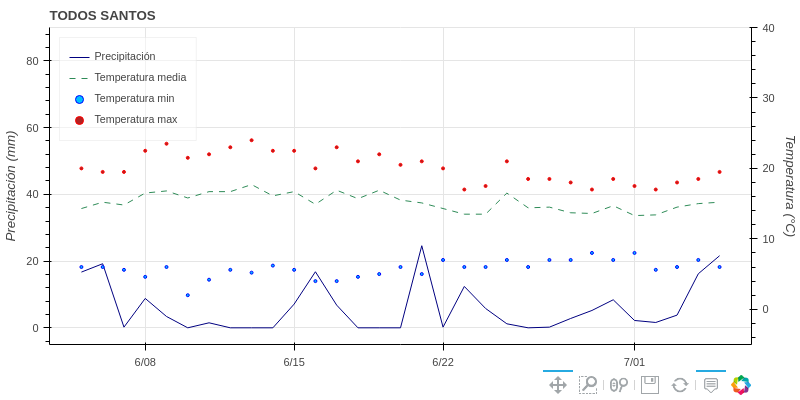 TODOS SANTOS
Precipitación
Temperatura media
Temperatura min
Temperatura max
Precipitación (mm)
80
60
40
20
0
40
30
20
10
0
Temperatura (°C)
6/08
6/15
6/22
7/01